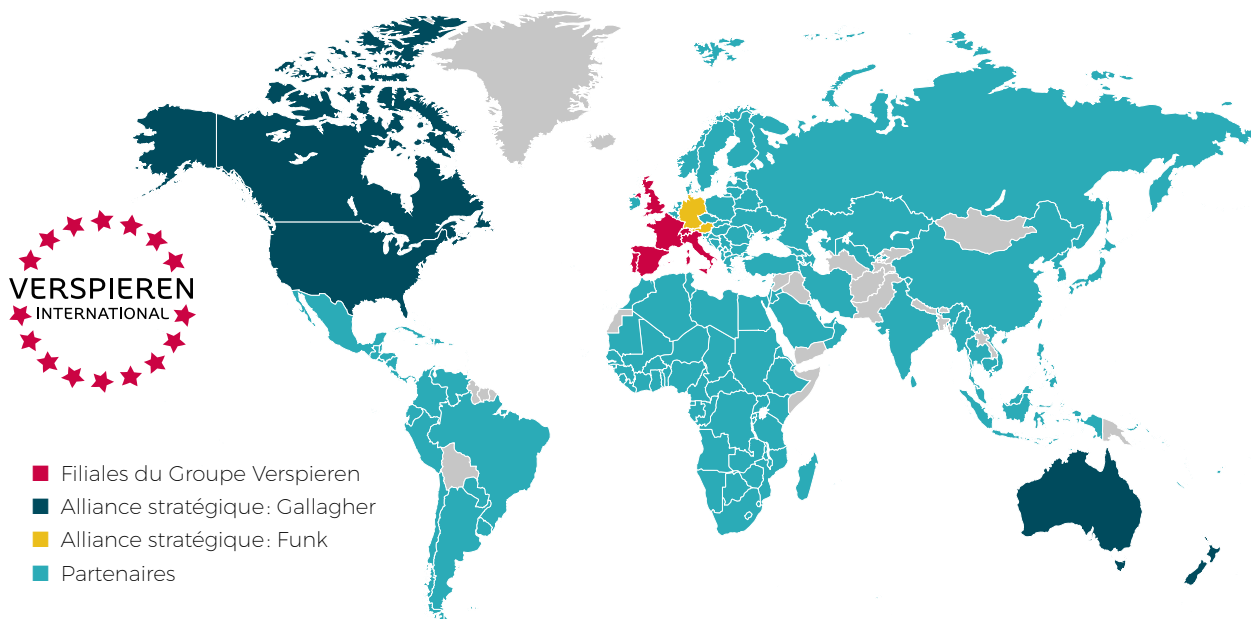 VERSPIEREN
INTERNATIONAL
Filiales du Groupe Verspieren
Alliance stratégique : Gallagher
Alliance stratégique : Funk
Partenaires